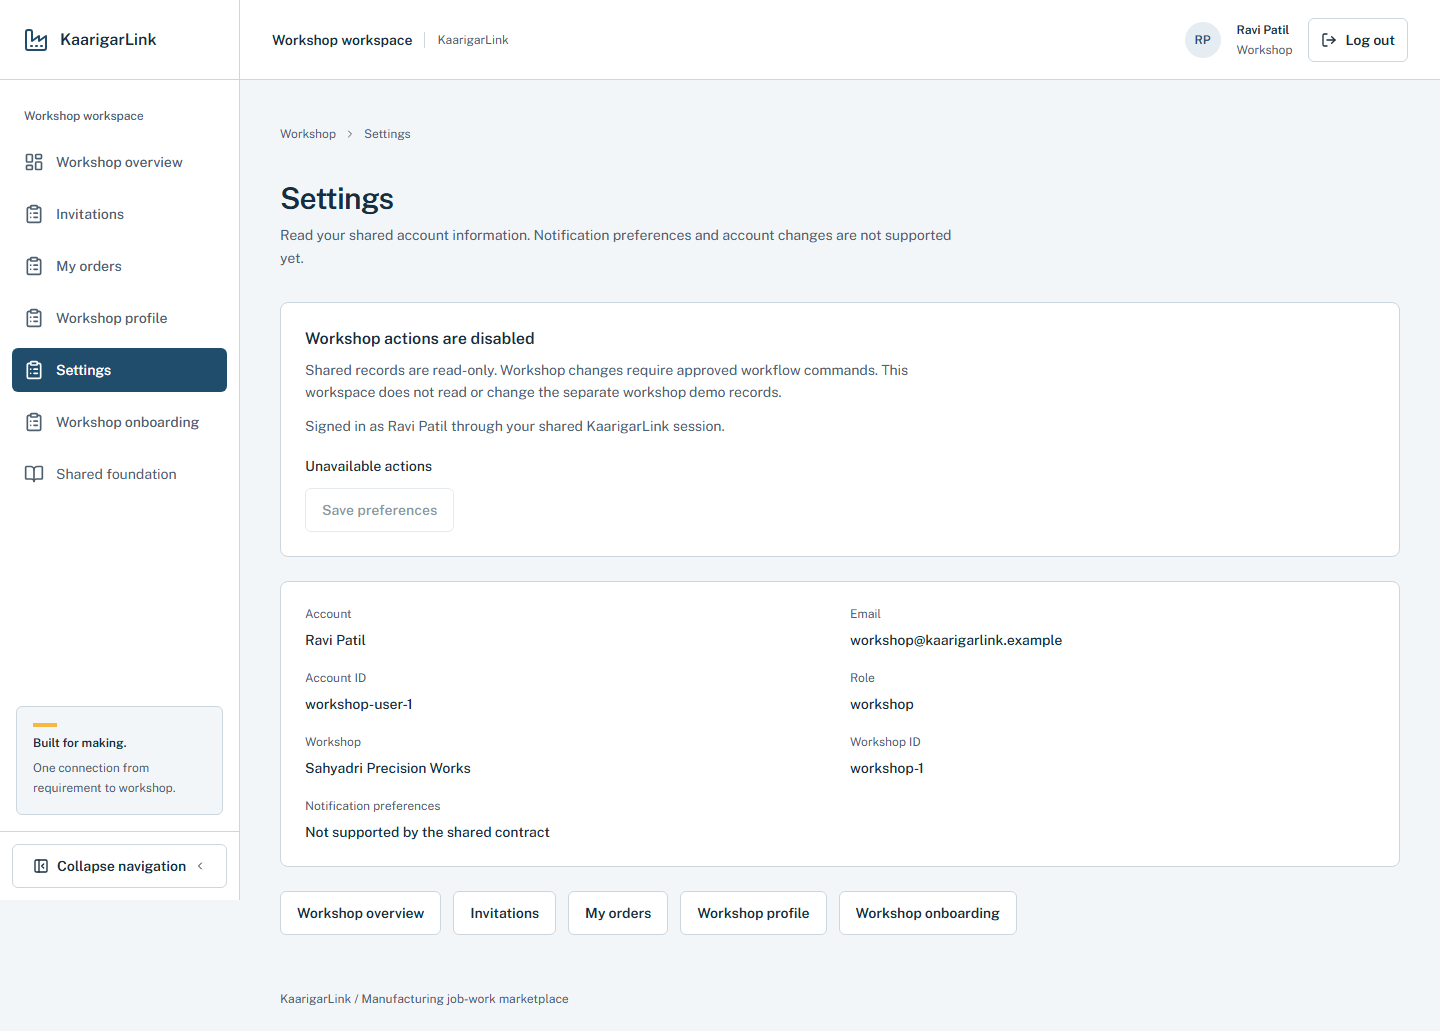 KaarigarLink
Workshop workspace
KaarigarLink
RP
Ravi Patil
Workshop
Log out
Workshop workspace
Workshop overview
Invitations
My orders
Workshop profile
Settings
Workshop onboarding
Shared foundation
Built for making.
One connection from
requirement to workshop.
Collapse navigation
Workshop
Settings
Settings
Read your shared account information. Notification preferences and account changes are not supported
yet.
Workshop actions are disabled
Shared records are read-only. Workshop changes require approved workflow commands. This
workspace does not read or change the separate workshop demo records.
Signed in as Ravi Patil through your shared KaarigarLink session.
Unavailable actions
Save preferences
Account
Ravi Patil
Email
workshop@kaarigarlink.example
Account ID
workshop-user-1
Role
workshop
Workshop
Sahyadri Precision Works
Workshop ID
workshop-1
Notification preferences
Not supported by the shared contract
Workshop overview
Invitations
My orders
Workshop profile
Workshop onboarding
KaarigarLink / Manufacturing job-work marketplace